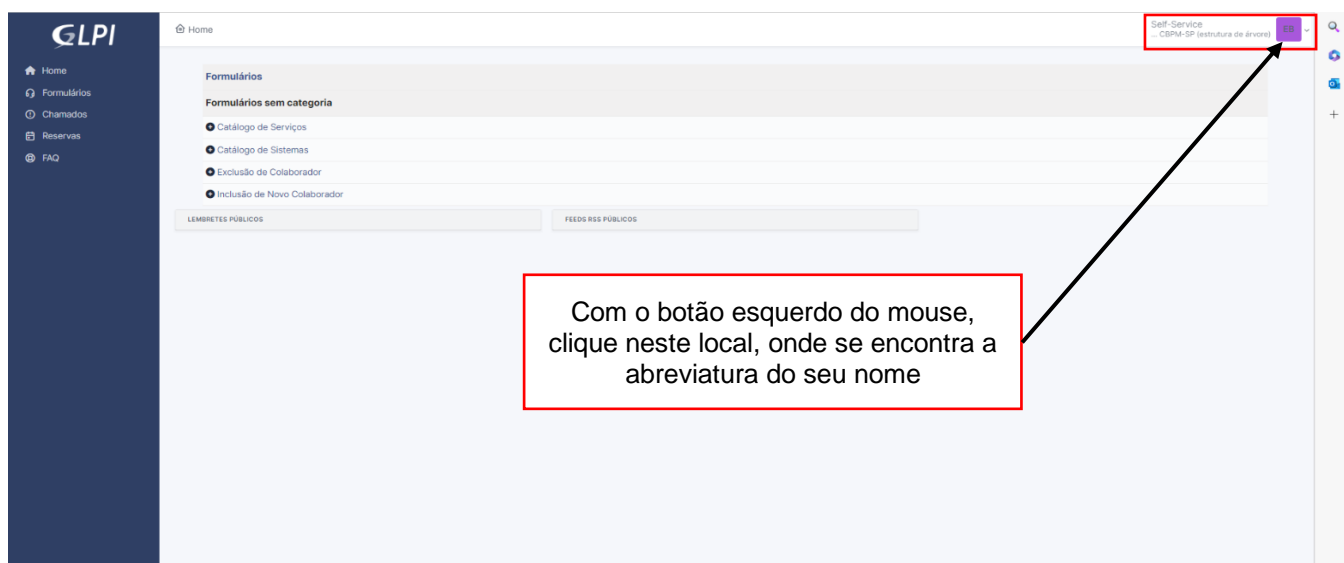 GLPI
Home
Formulários
Chamados
Reservas
FAQ
Home
Self-Service
... CBPM-SP (estrutura de árvore)
EB
Formulários
Formulários sem categoria
Catálogo de Serviços
Catálogo de Sistemas
Exclusão de Colaborador
Inclusão de Novo Colaborador
LEMBRETES PÚBLICOS
FEEDS RSS PÚBLICOS
Com o botão esquerdo do mouse,
clique neste local, onde se encontra a
abreviatura do seu nome